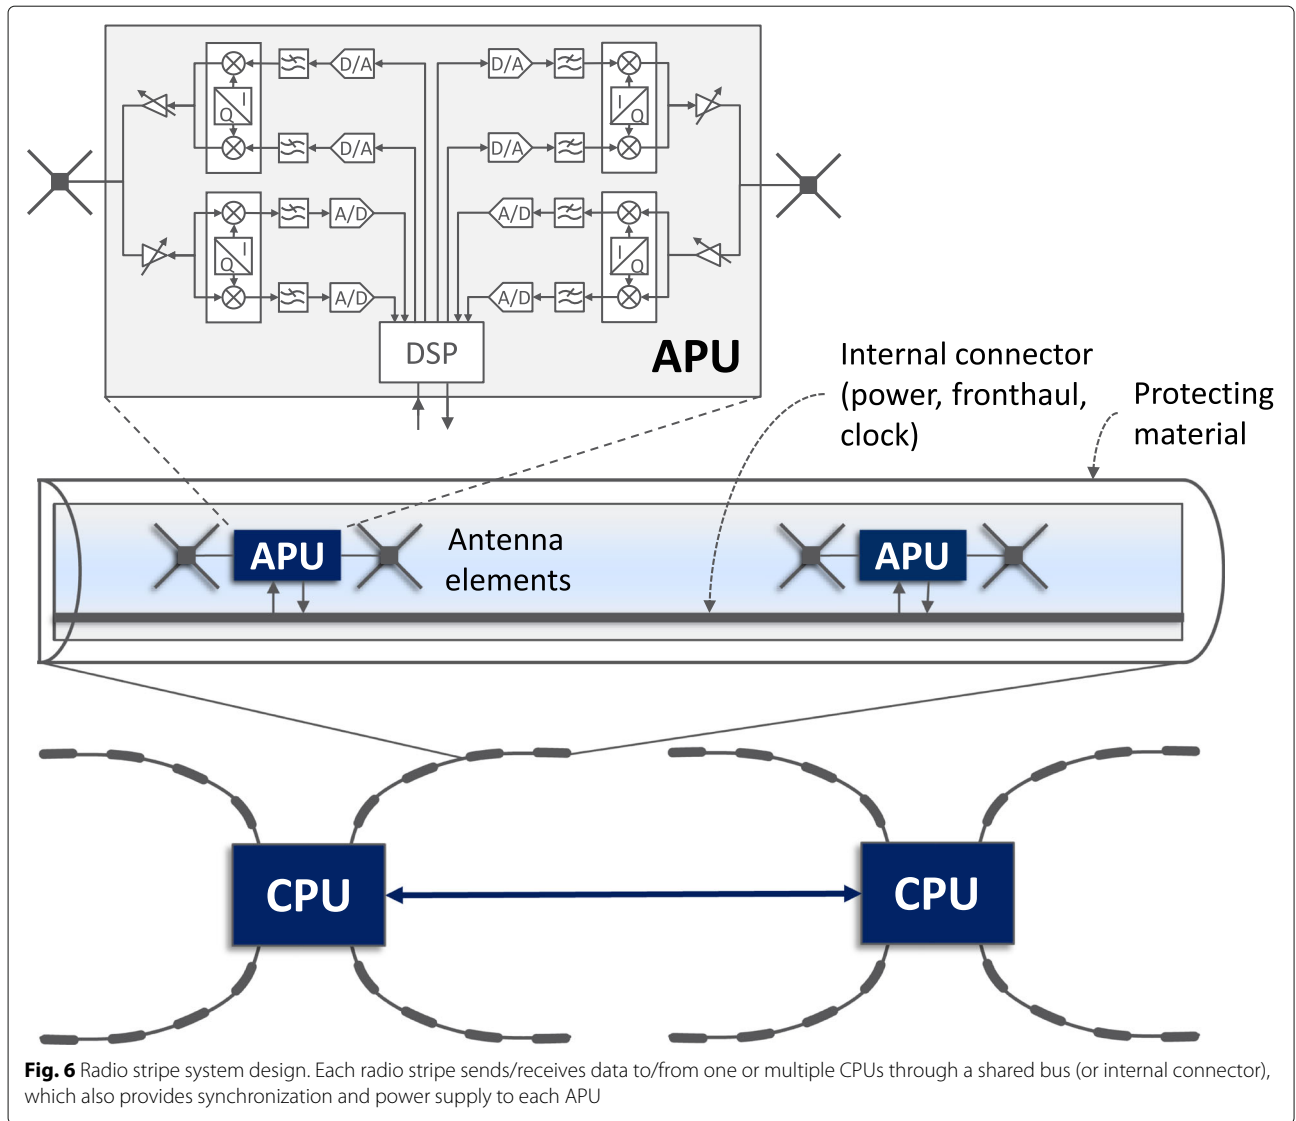 D/A
D/A
I
Q
I
Q
D/A
D/A
A/D
A/D
I
Q
I
Q
A/D
A/D
DSP
APU
Internal connector
(power, fronthaul,
clock)
Protecting
material
APU
Antenna
elements
APU
CPU
CPU
Fig. 6 Radio stripe system design. Each radio stripe sends/receives data to/from one or multiple CPUs through a shared bus (or internal connector),
which also provides synchronization and power supply to each APU